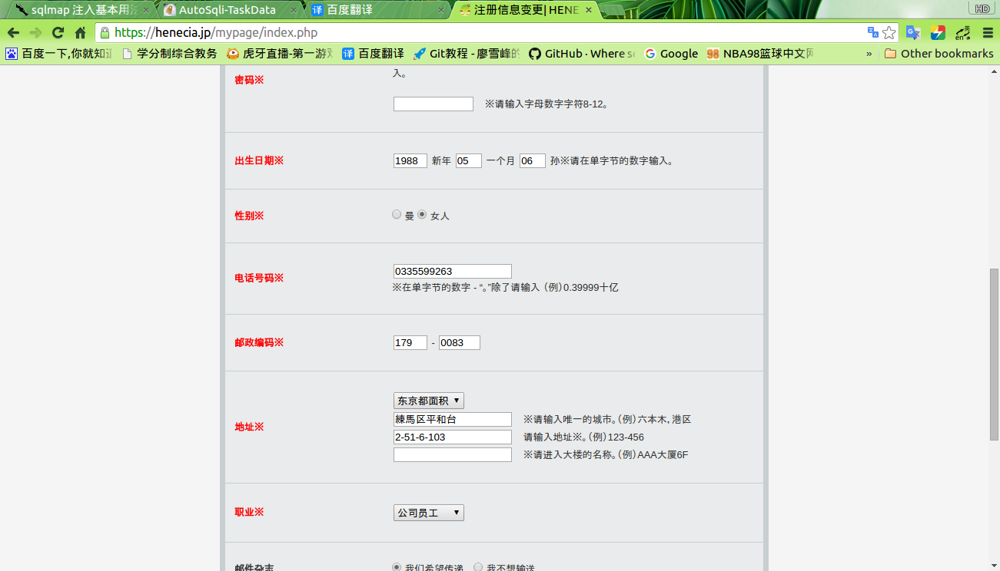 sqlmap 注入基本用
AutoSqli-TaskData
百度翻译
注册信息变更| HENE
HD
https://henecia.jp/mypage/index.php
百度一下,你就知道
学分制综合教务
虎牙直播-第一游戏
百度翻译
Git教程 - 廖雪峰的
GitHub · Where so
Google
NBA98篮球中文网
»
Other bookmarks
入。
密码※
※请输入字母数字字符8-12。
出生日期※
1988 新年 05 一个月 06 孙※请在单字节的数字输入。
性别※
曼 女人
0335599263
电话号码※
※在单字节的数字 - “。”除了请输入 (例)0.39999十亿
邮政编码※
179 - 0083
东京都面积
練馬区平和台 ※请输入唯一的城市。(例)六本木, 港区
地址※
2-51-6-103 请输入地址※。(例)123-456
※请进入大楼的名称。(例)AAA大厦6F
职业※
公司员工
邮件杂志
我们希望传递 我不想输送